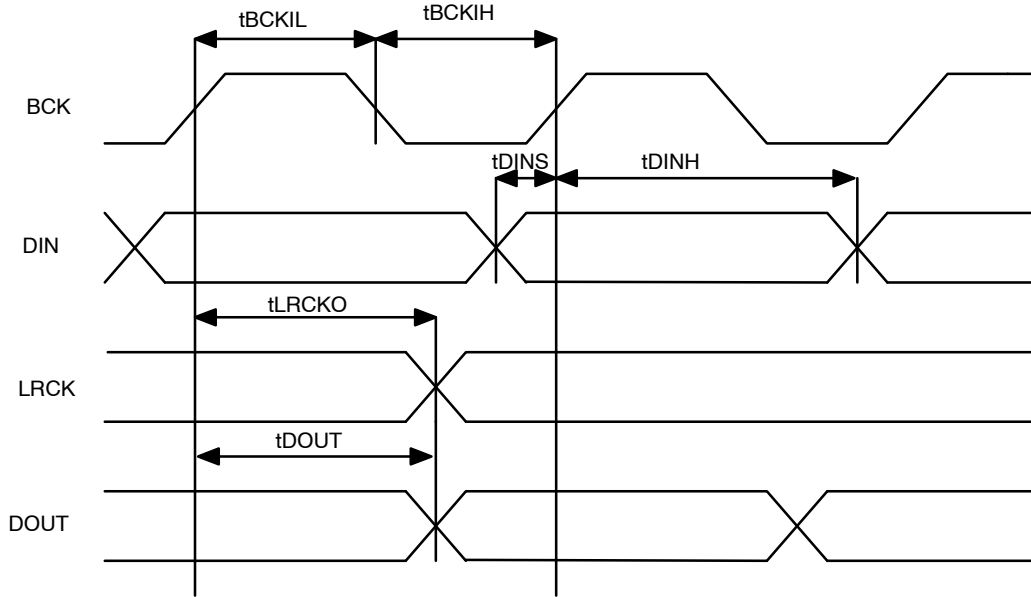 tBCKIL
tBCKIH
BCK
tDINS
tDINH
DIN
tLRCKO
LRCK
tDOUT
DOUT